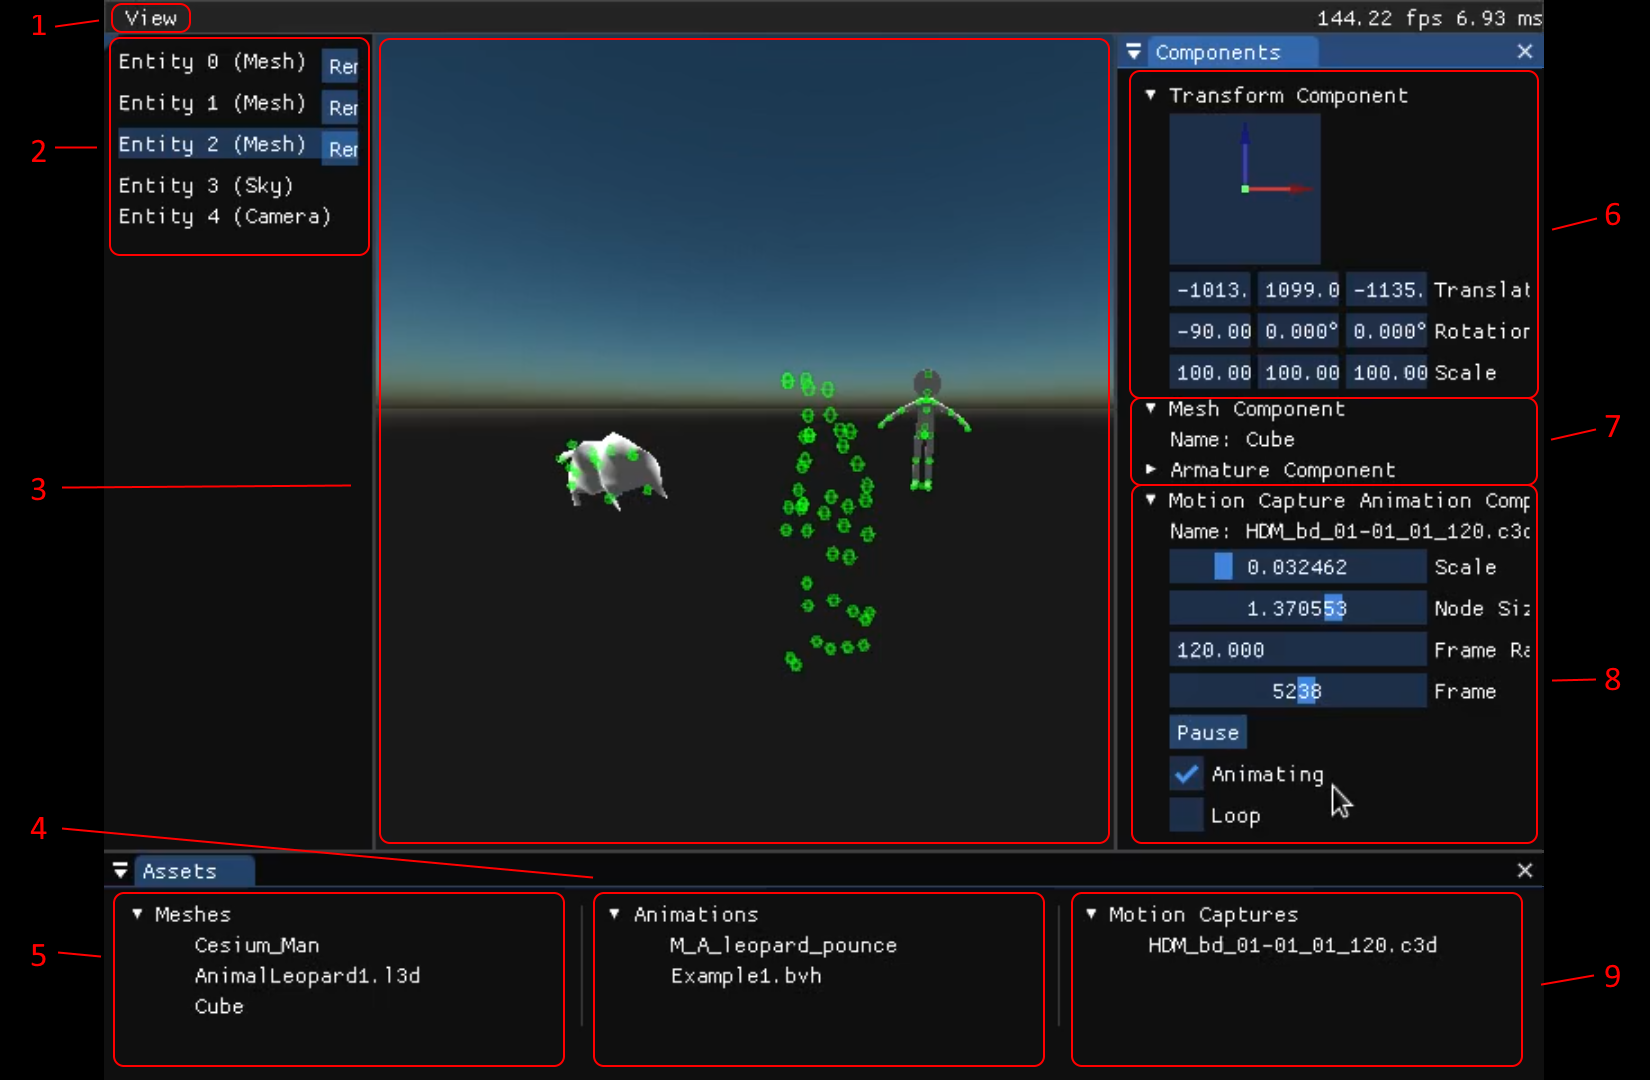 1
View
144.22 fps 6.93 ms
2
Entity 0 (Mesh) Rer
Entity 1 (Mesh) Rer
Entity 2 (Mesh) Rer
Entity 3 (Sky)
Entity 4 (Camera)
3
Components
6
Transform Component
-1013. 1099.0 -1135. Translat
-90.00 0.000° 0.000° Rotation
100.00 100.00 100.00 Scale
7
Mesh Component
Name: Cube
Armature Component
8
Motion Capture Animation Comp
Name: HDM_bd_01-01_01_120.c3d
0.032462 Scale
1.370553 Node Siz
120.000 Frame Ra
5238 Frame
Pause
Animating
Loop
4
Assets
5
Meshes
Cesium_Man
AnimalLeopard1.l3d
Cube
Animations
M_A_leopard_pounce
Example1.bvh
Motion Captures
HDM_bd_01-01_01_120.c3d
9